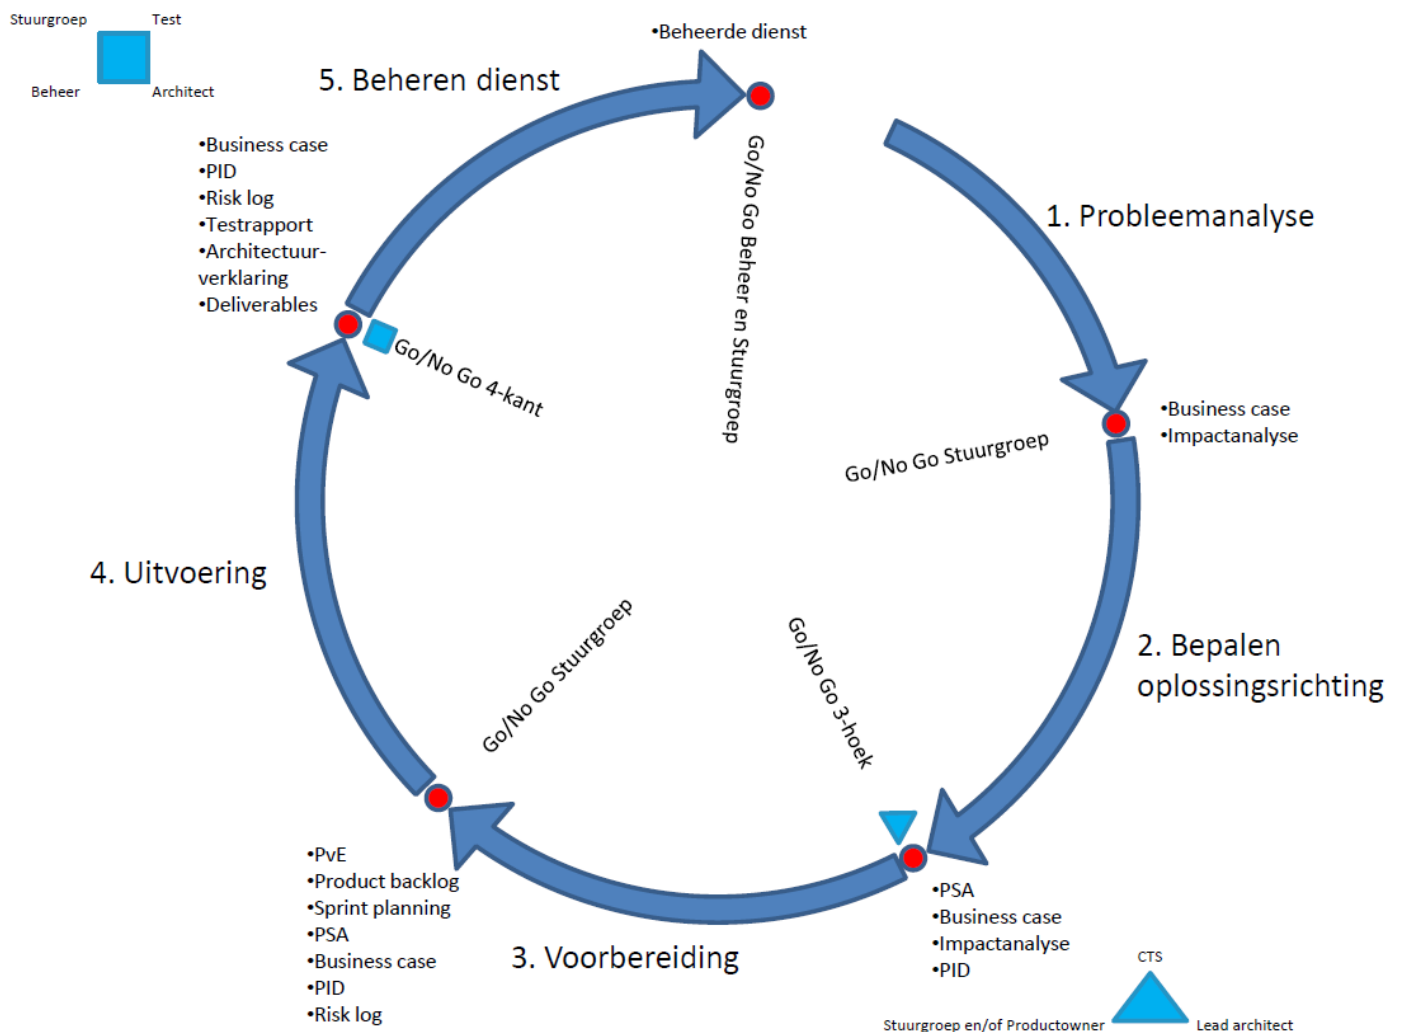 Stuurgroep
Test
Beheer
Architect
•Beheerde dienst
5. Beheren dienst
•Business case
•PID
•Risk log
•Testrapport
•Architectuur-
verklaring
•Deliverables
Go/No Go Beheer en Stuurgroep
1. Probleemanalyse
•Business case
•Impactanalyse
Go/No Go Stuurgroep
Go/No Go 4-kant
4. Uitvoering
2. Bepalen
oplossingsrichting
Go/No Go Stuurgroep
Go/No Go 3-hoek
•PvE
•Product backlog
•Sprint planning
•PSA
•Business case
•PID
•Risk log
3. Voorbereiding
•PSA
•Business case
•Impactanalyse
•PID
CTS
Stuurgroep en/of Productowner
Lead architect